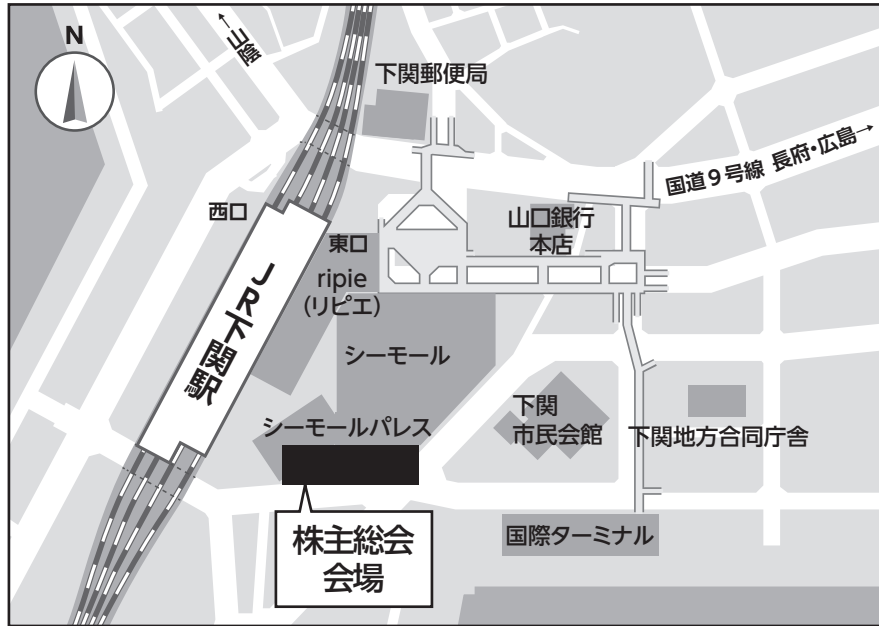 N
←山陰
下関郵便局
国道9号線 長府・広島→
西口
東口
山口銀行
本店
ripie
(リピエ)
JR下関駅
シーモール
シーモールパレス
下関
市民会館
下関地方合同庁舎
国際ターミナル
株主総会
会場